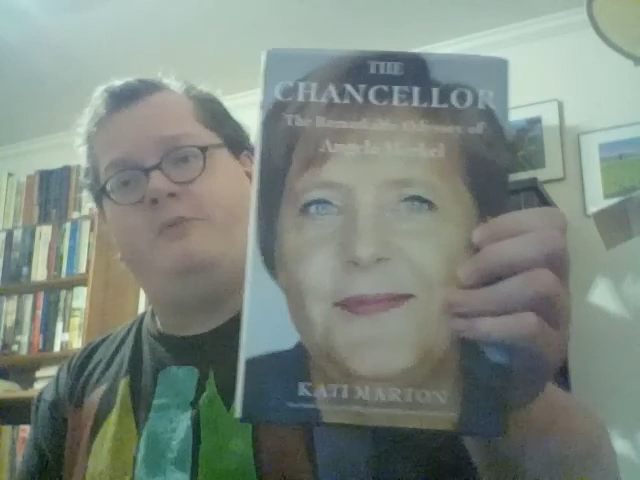 THE
CHANCELLOR
The Remarkable Odyssey of
Angela Merkel
KATI MARTON